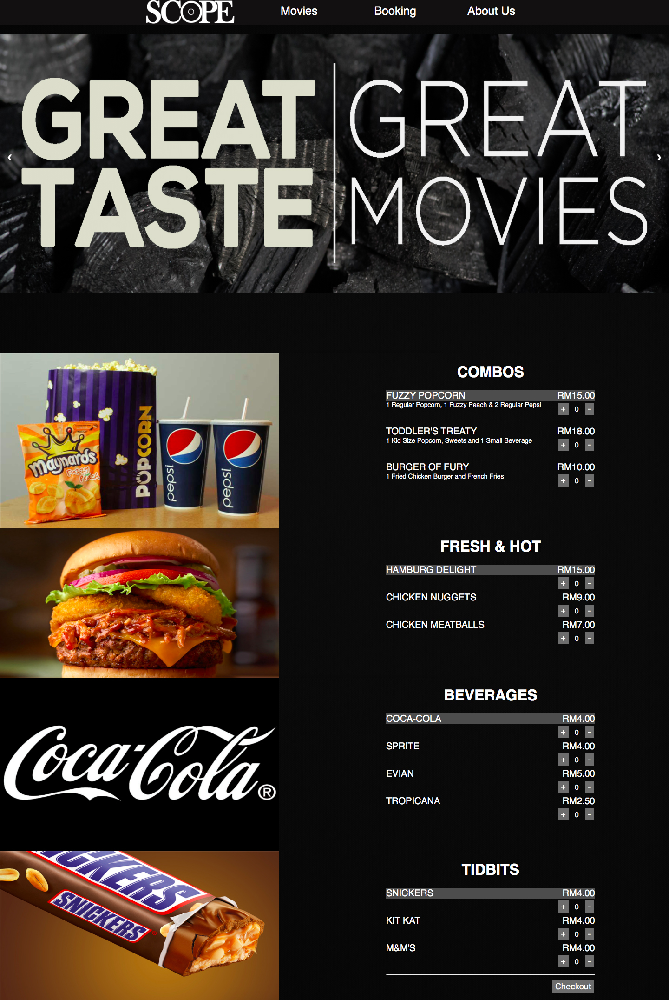 SCOPE
Movies
Booking
About Us
GREAT
TASTE
GREAT
MOVIES
‹
›
POPCORN
maynards
Fuzzy
Peach
pepsi
pepsi
COMBOS
FUZZY POPCORN RM15.00
1 Regular Popcorn, 1 Fuzzy Peach & 2 Regular Pepsi
+ 0 -
TODDLER'S TREATY RM18.00
1 Kid Size Popcorn, Sweets and 1 Small Beverage
+ 0 -
BURGER OF FURY RM10.00
1 Fried Chicken Burger and French Fries
+ 0 -
FRESH & HOT
HAMBURG DELIGHT RM15.00
+ 0 -
CHICKEN NUGGETS RM9.00
+ 0 -
CHICKEN MEATBALLS RM7.00
+ 0 -
Coca-Cola®
BEVERAGES
COCA-COLA RM4.00
+ 0 -
SPRITE RM4.00
+ 0 -
EVIAN RM5.00
+ 0 -
TROPICANA RM2.50
+ 0 -
ICKERS
SNICKERS®
TIDBITS
SNICKERS RM4.00
+ 0 -
KIT KAT RM4.00
+ 0 -
M&M'S RM4.00
+ 0 -
Checkout